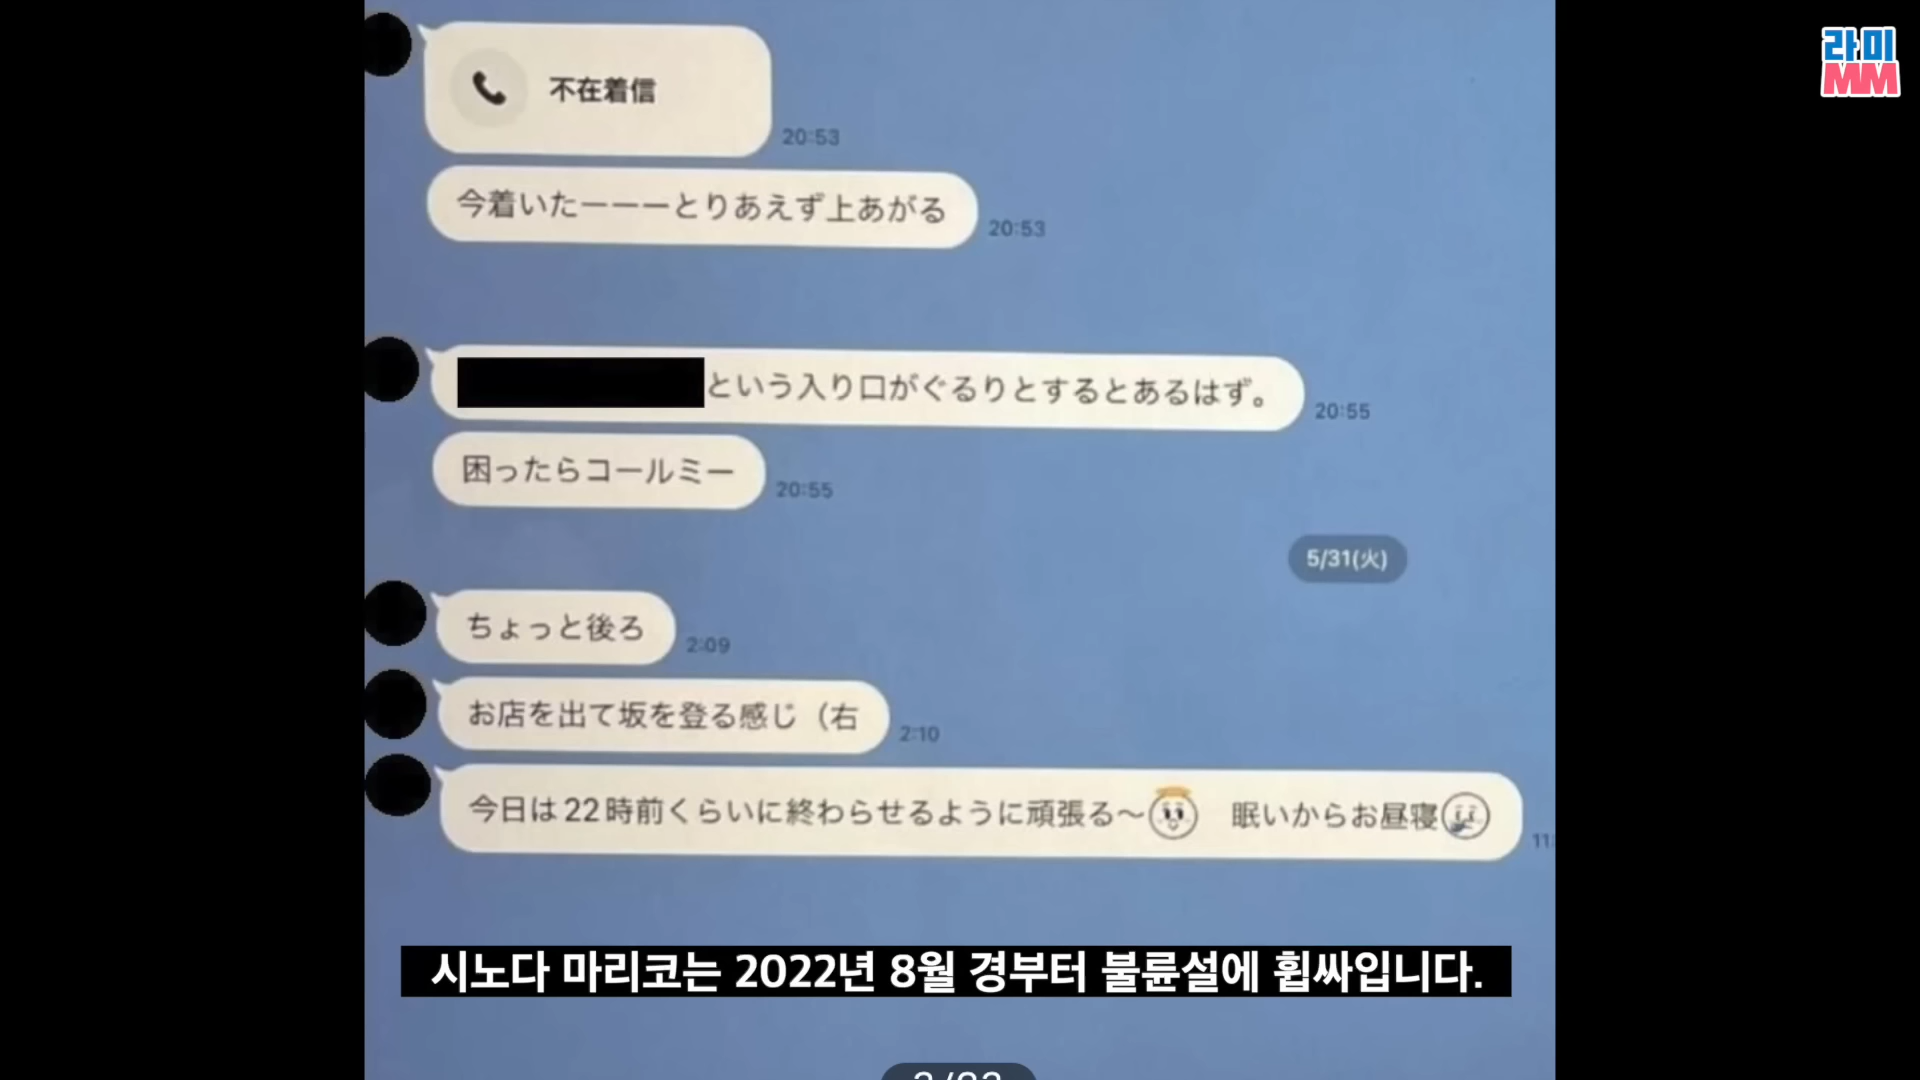 라미
MM
不在着信
20:53
今着いたーーーとりあえず上あがる
20:53
という入り口がぐるりとするとあるはず。
20:55
困ったらコールミー
20:55
5/31(火)
ちょっと後ろ
2:09
お店を出て坂を登る感じ（右
2:10
今日は22時前くらいに終わらせるように頑張る〜 眠いからお昼寝
시노다 마리코는 2022년 8월 경부터 불륜설에 휩싸입니다.